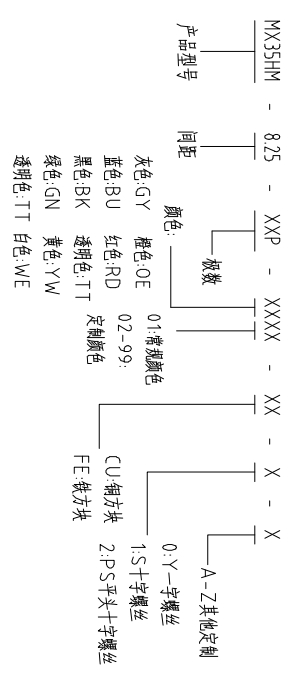 MX35HM - 8.25 - XXP - XXXX - XX - X - X
产品型号
间距
极数
颜色:
灰色:GY 橙色:OE
蓝色:BU 红色:RD
黑色:BK 透明色:TT
绿色:GN 黄色:YW
透明色:TT 白色:WE
01:常规颜色
02-99:
定制颜色
CU:铜方块
FE:铁方块
0:Y一字螺丝
1:S十字螺丝
2:PS平头十字螺丝
A-Z其他定制